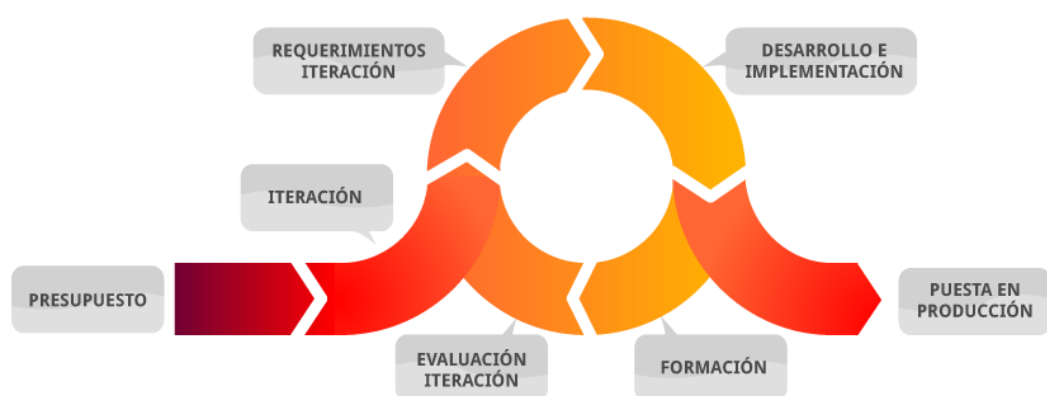 REQUERIMIENTOS
ITERACIÓN
DESARROLLO E
IMPLEMENTACIÓN
ITERACIÓN
PRESUPUESTO
PUESTA EN
PRODUCCIÓN
EVALUACIÓN
ITERACIÓN
FORMACIÓN